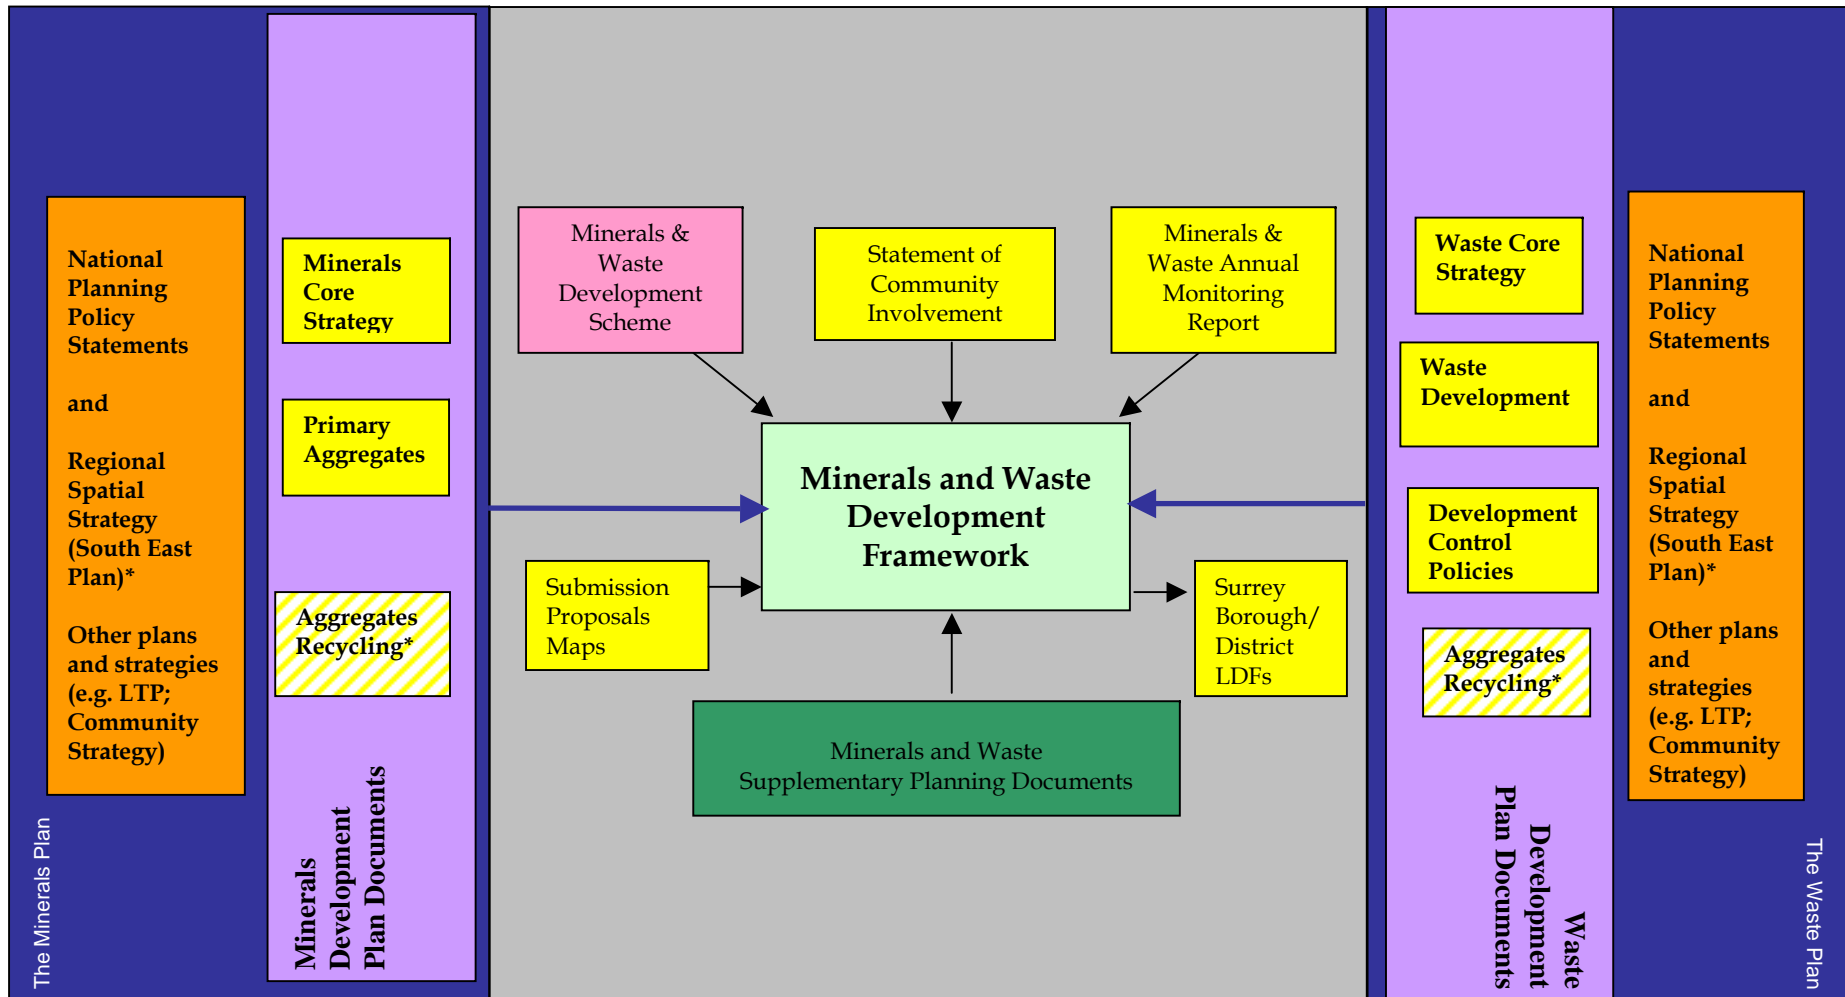 National
Planning
Policy
Statements
and
Regional
Spatial
Strategy
(South East
Plan)*
Other plans
and strategies
(e.g. LTP;
Community
Strategy)
The Minerals Plan
Minerals
Core
Strategy
Primary
Aggregates
Aggregates
Recycling*
Minerals
Development
Plan Documents
Minerals &
Waste
Development
Scheme
Statement of
Community
Involvement
Minerals &
Waste Annual
Monitoring
Report
Minerals and Waste
Development
Framework
Submission
Proposals
Maps
Surrey
Borough/
District
LDFs
Minerals and Waste
Supplementary Planning Documents
Waste Core
Strategy
Waste
Development
Development
Control
Policies
Aggregates
Recycling*
Waste
Development
Plan Documents
National
Planning
Policy
Statements
and
Regional
Spatial
Strategy
(South East
Plan)*
Other plans
and
strategies
(e.g. LTP;
Community
Strategy)
The Waste Plan